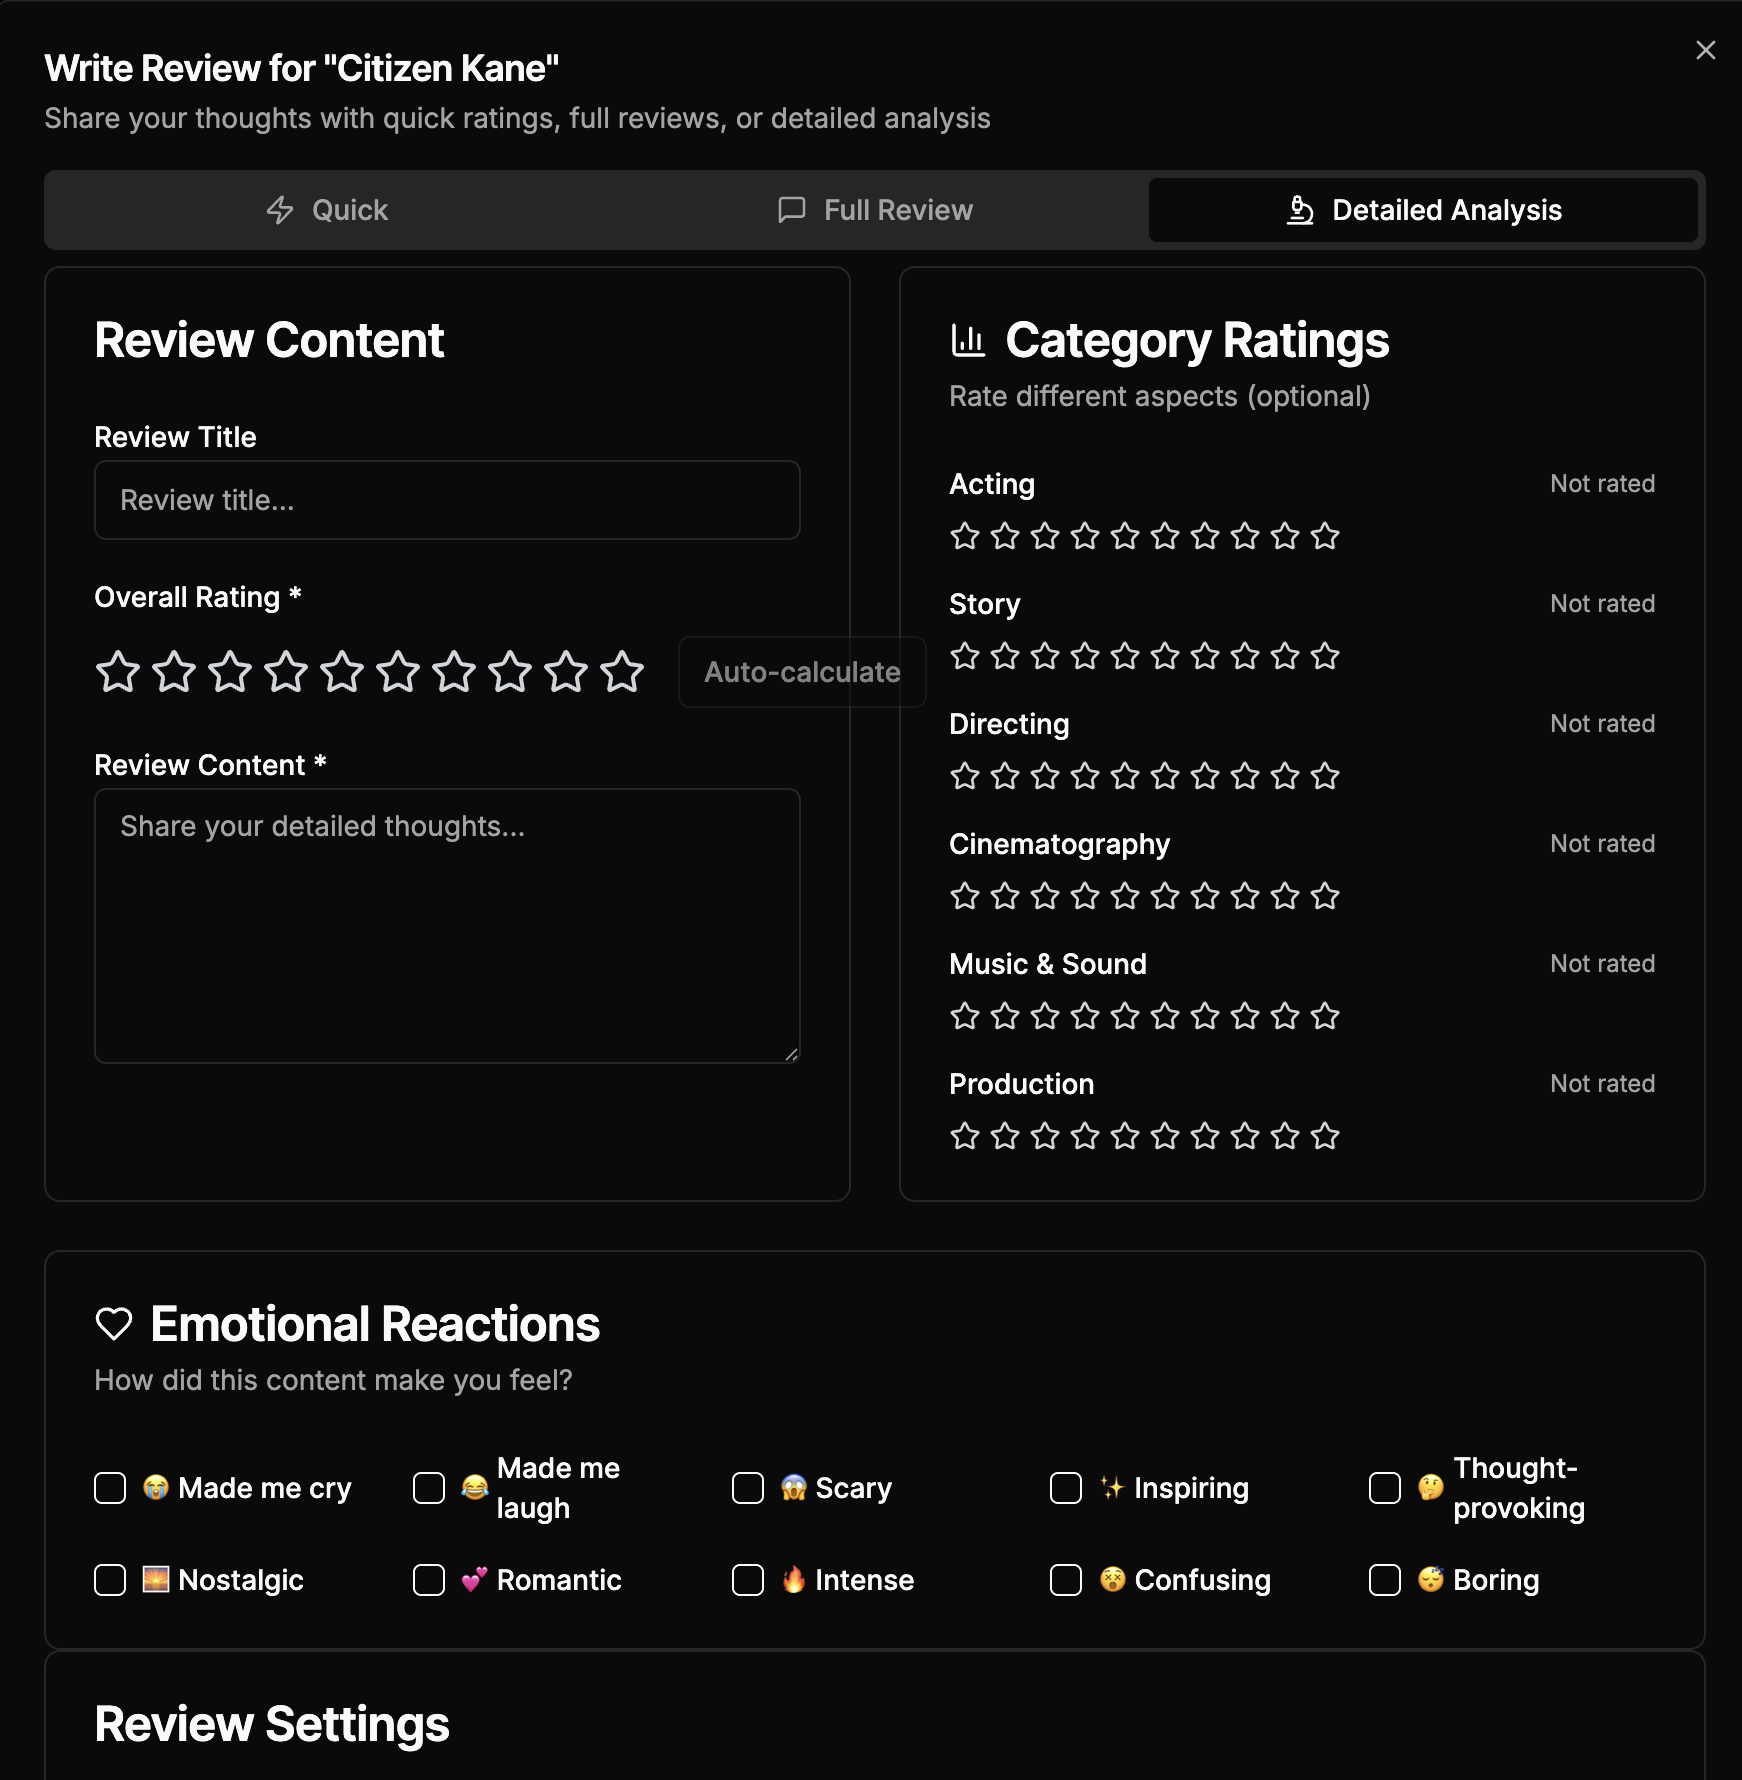 Write Review for "Citizen Kane"
Share your thoughts with quick ratings, full reviews, or detailed analysis
Quick
Full Review
Detailed Analysis
Review Content
Review Title
Review title...
Overall Rating *
Auto-calculate
Review Content *
Share your detailed thoughts...
Category Ratings
Rate different aspects (optional)
Acting
Not rated
Story
Not rated
Directing
Not rated
Cinematography
Not rated
Music & Sound
Not rated
Production
Not rated
Emotional Reactions
How did this content make you feel?
😭 Made me cry
😂 Made me
laugh
😱 Scary
✨ Inspiring
🤔 Thought-
provoking
🌅 Nostalgic
💕 Romantic
🔥 Intense
😵 Confusing
😴 Boring
Review Settings